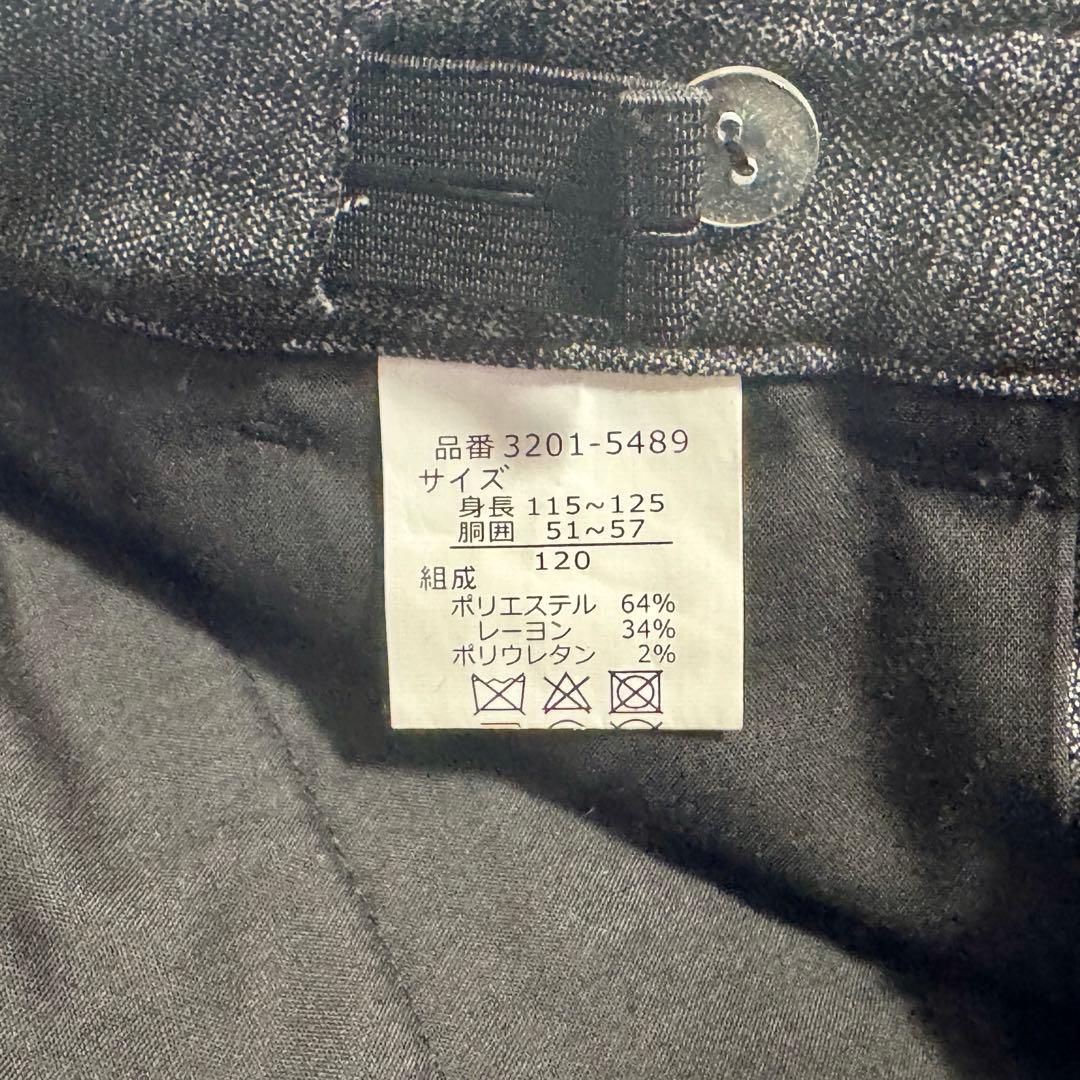 品番 3201-5489
サイズ
身長 115~125
胴囲 51~57
120
組成
ポリエステル 64%
レーヨン 34%
ポリウレタン 2%